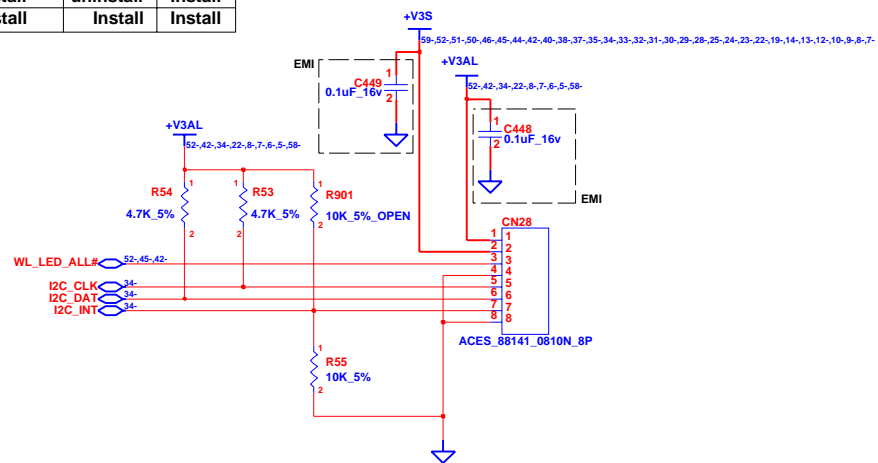 Install Install
+V3S
59-,52-,51-,50-,46-,45-,44-,42-,40-,38-,37-,35-,34-,33-,32-,31-,30-,29-,28-,25-,24-,23-,22-,19-,14-,13-,12-,10-,9-,8-,7-
EMI
1
C449
0.1uF_16v
2
+V3AL
52-,42-,34-,22-,8-,7-,6-,5-,58-
1
C448
0.1uF_16v
2
EMI
+V3AL
52-,42-,34-,22-,8-,7-,6-,5-,58-
R54
1
4.7K_5%
2
R53
1
4.7K_5%
2
R901
1
10K_5%_OPEN
2
CN28
1 1
2 2
WL_LED_ALL# 52-,45-,42- 3 3
4 4
I2C_CLK 34- 5 5
I2C_DAT 34- 6 6
I2C_INT 34- 7 7
8 8
ACES_88141_0810N_8P
1
R55
10K_5%
2